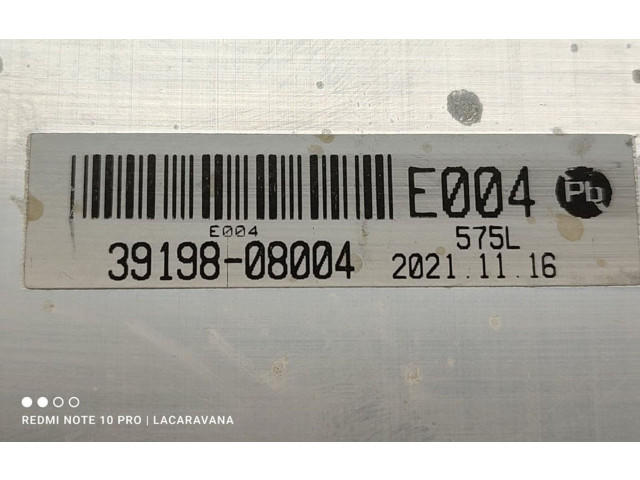 E004 Pb
E004
575L
39198-08004 2021.11.16
REDMI NOTE 10 PRO | LACARAVANA